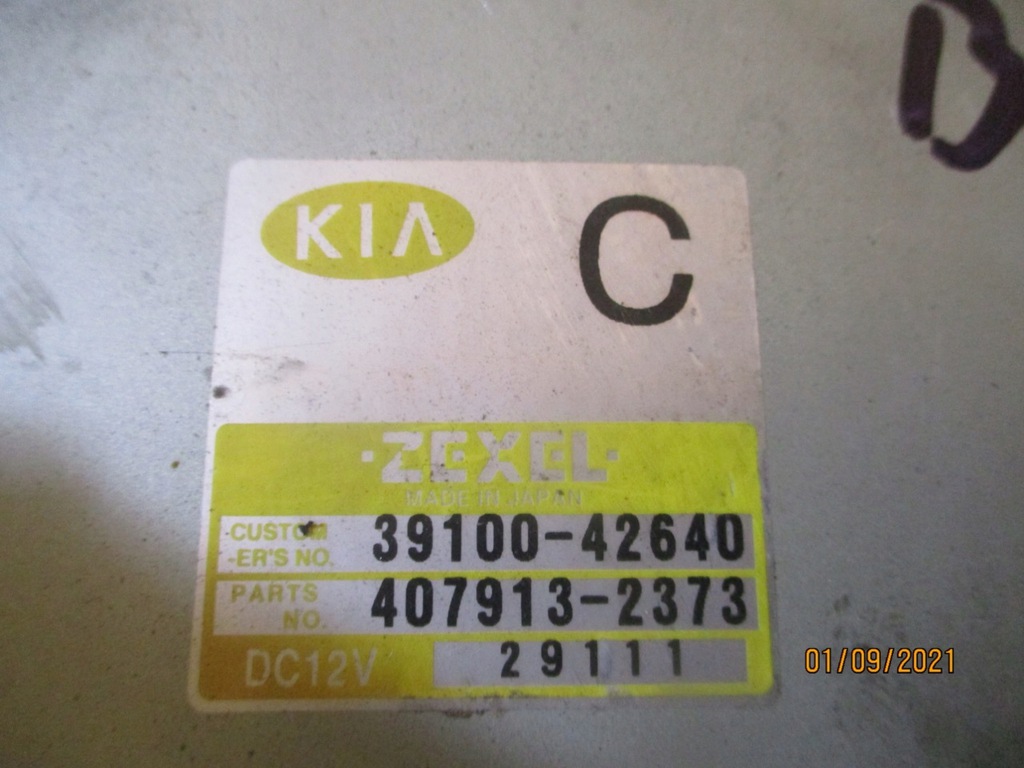 KIA
C
·ZEXEL·
MADE IN JAPAN
CUSTOM
-ER'S NO. 39100-42640
PARTS
NO. 407913-2373
DC12V 29111
01/09/2021